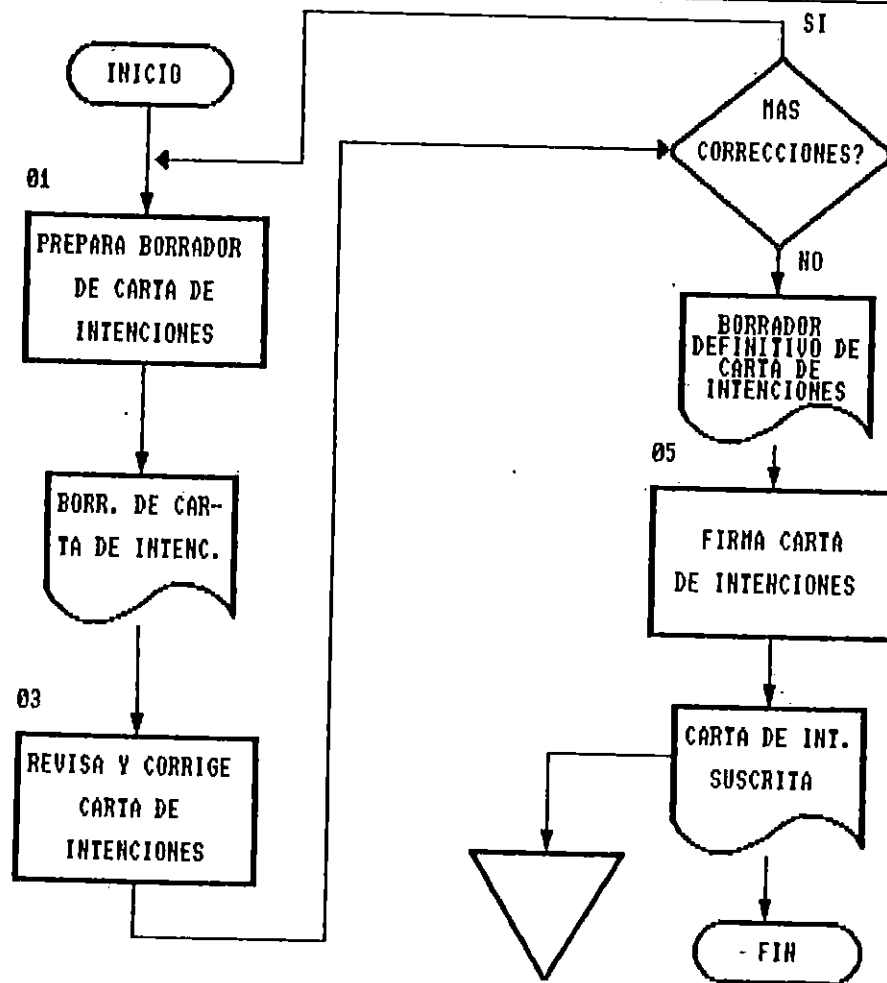 INICIO
01
PREPARA BORRADOR
DE CARTA DE
INTENCIONES
BORR. DE CAR-
TA DE INTENC.
03
REVISA Y CORRIGE
CARTA DE
INTENCIONES
SI
MAS
CORRECCIONES?
NO
BORRADOR
DEFINITIVO DE
CARTA DE
INTENCIONES
05
FIRMA CARTA
DE INTENCIONES
CARTA DE INT.
SUSCRITA
- FIN